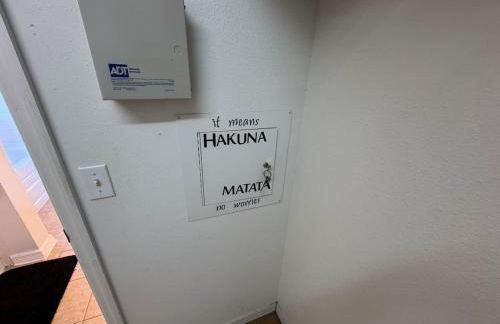 ADT
it means
HAKUNA
MATATA
no worries